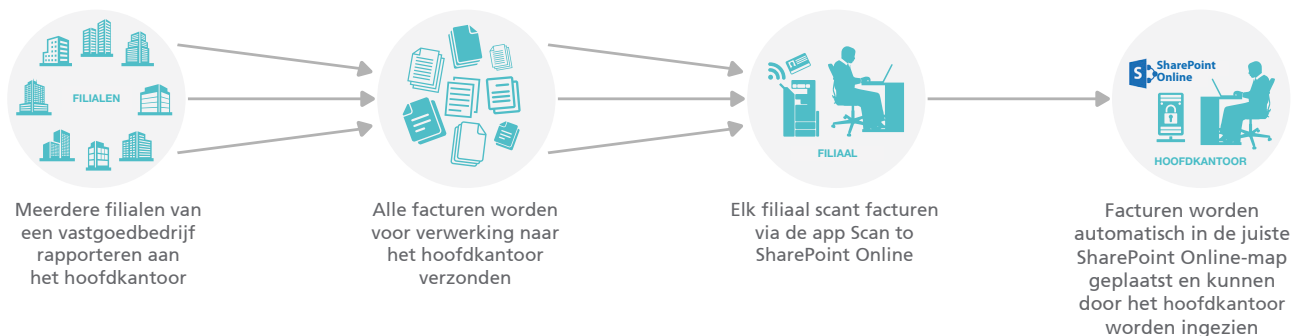 FILIALEN
Meerdere filialen van
een vastgoedbedrijf
rapporteren aan
het hoofdkantoor
Alle facturen worden
voor verwerking naar
het hoofdkantoor
verzonden
FILIAAL
Elk filiaal scant facturen
via de app Scan to
SharePoint Online
S
SharePoint
Online
HOOFDKANTOOR
Facturen worden
automatisch in de juiste
SharePoint Online-map
geplaatst en kunnen
door het hoofdkantoor
worden ingezien